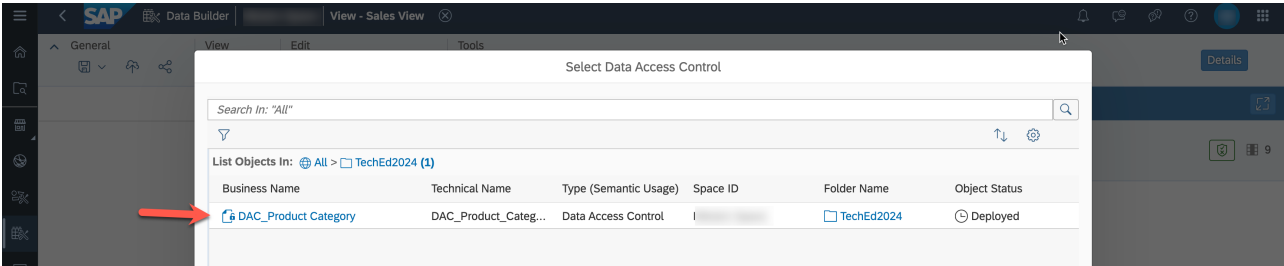 SAP Data Builder View - Sales View
General View Edit Tools
Details
Select Data Access Control
Search In: "All"
List Objects In: All > TechEd2024 (1)
9
Business Name Technical Name Type (Semantic Usage) Space ID Folder Name Object Status
DAC_Product Category DAC_Product_Categ... Data Access Control TechEd2024 Deployed